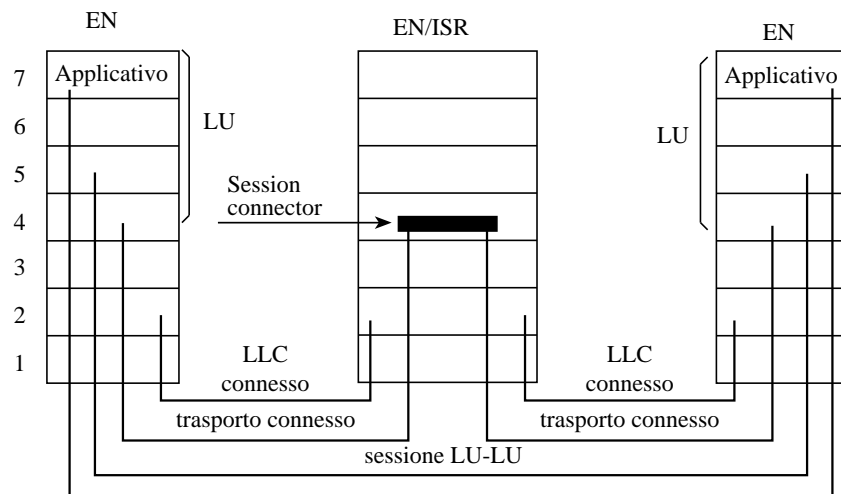 EN
EN/ISR
EN
7
Applicativo
Applicativo
6
LU
LU
5
Session
connector
4
3
2
1
LLC
connesso
LLC
connesso
trasporto connesso
trasporto connesso
sessione LU-LU